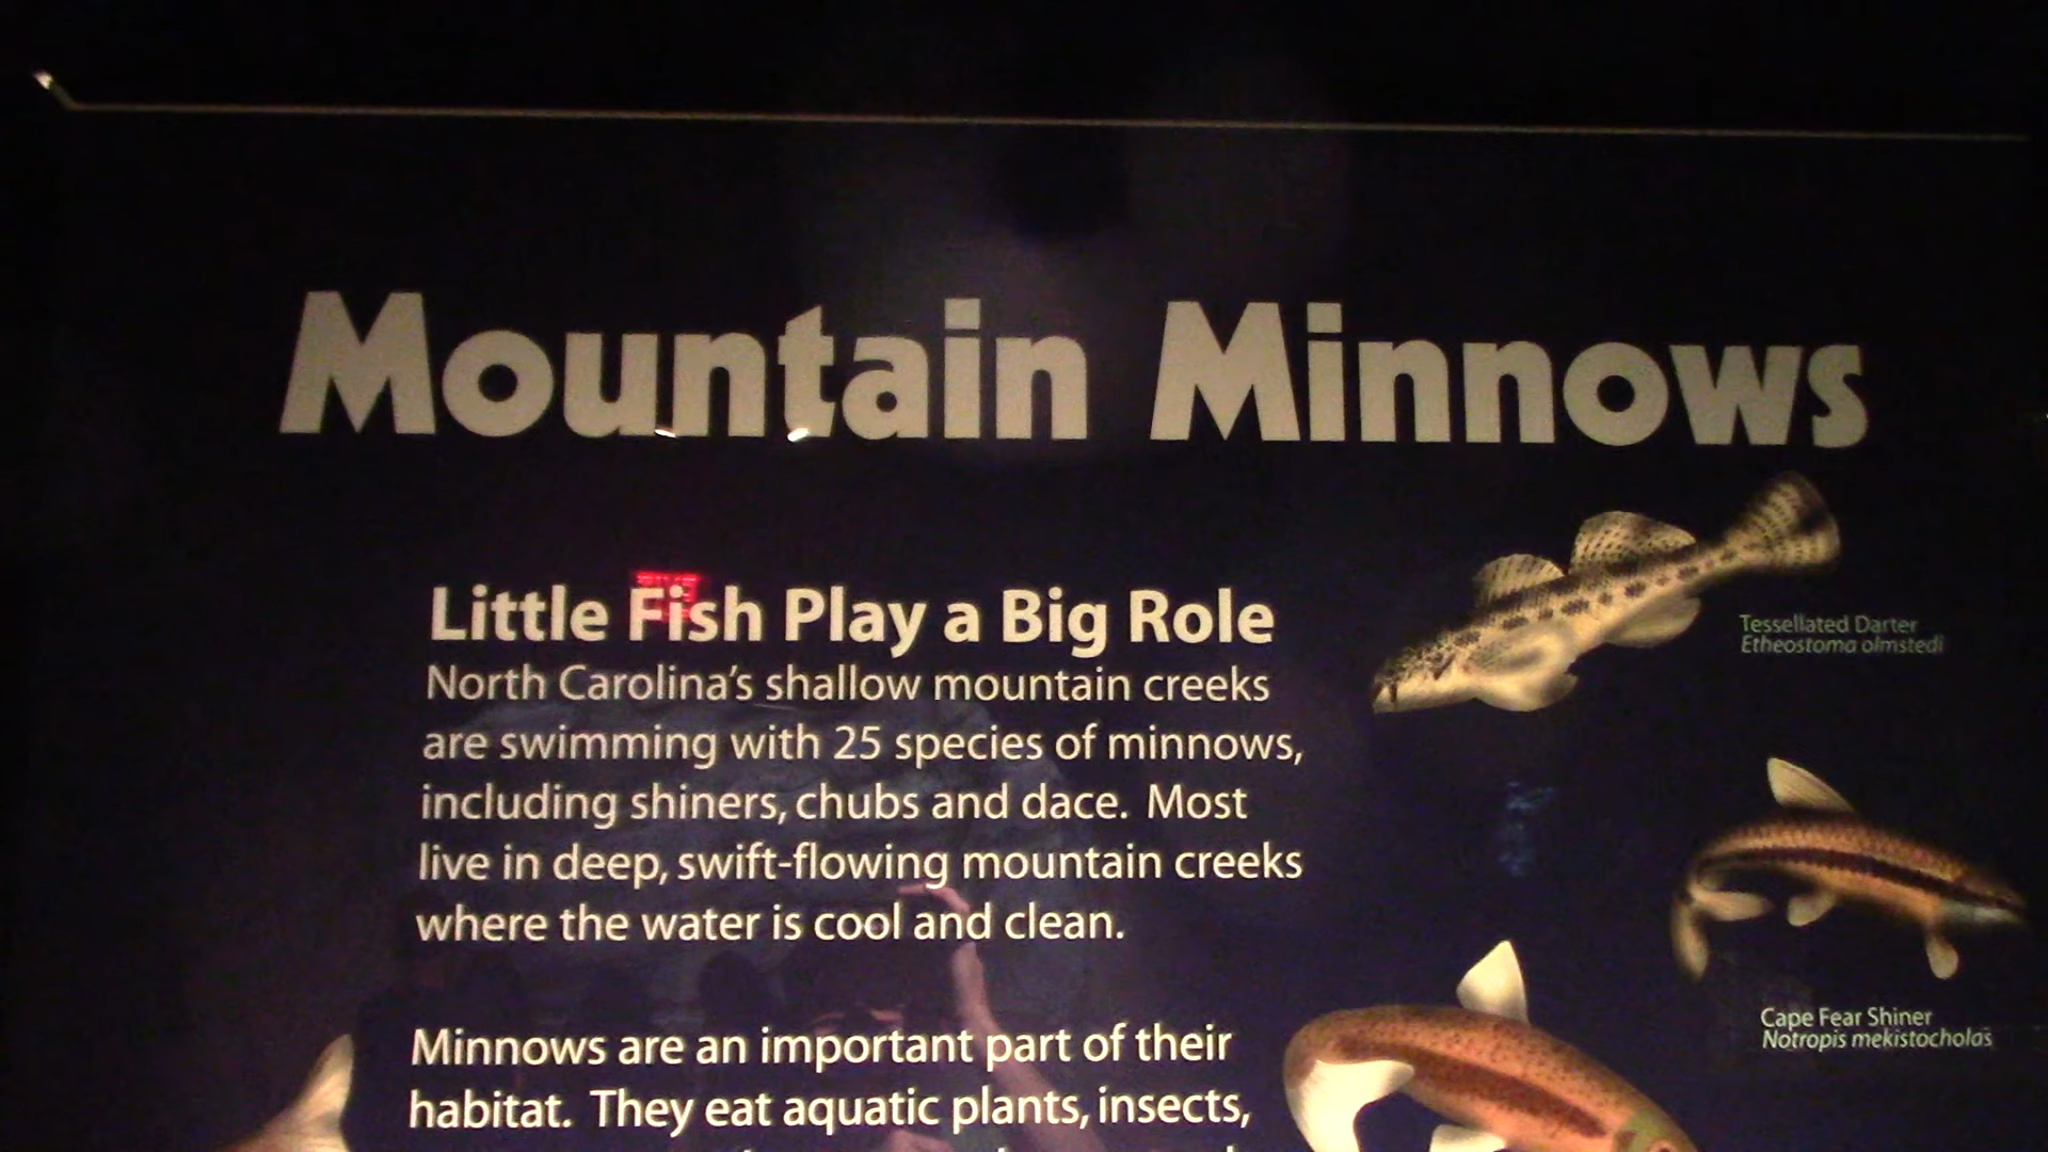 Mountain Minnows
Little Fish Play a Big Role
North Carolina's shallow mountain creeks
are swimming with 25 species of minnows,
including shiners, chubs and dace. Most
live in deep, swift-flowing mountain creeks
where the water is cool and clean.
Minnows are an important part of their
habitat. They eat aquatic plants, insects,
Tessellated Darter
Etheostoma olmstedi
Cape Fear Shiner
Notropis mekistocholas